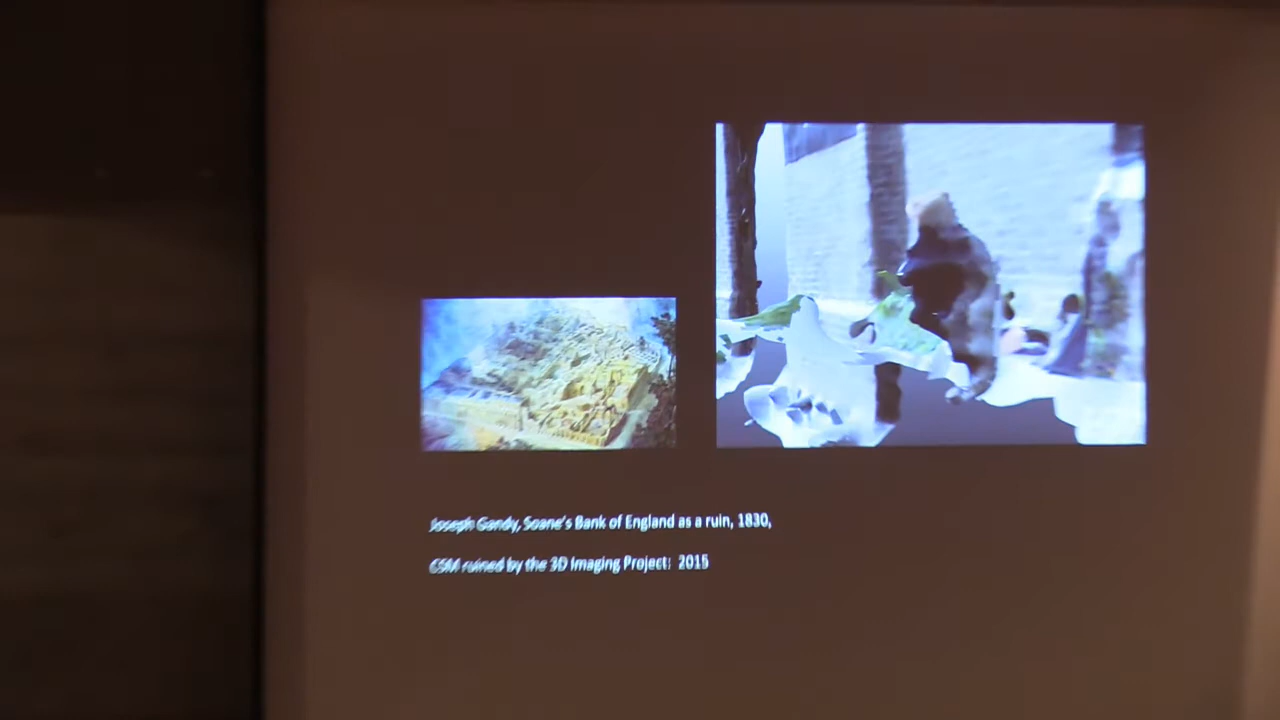 Joseph Gandy, Soane's Bank of England as a ruin, 1830,
CSM ruined by the 3D Imaging Project: 2015